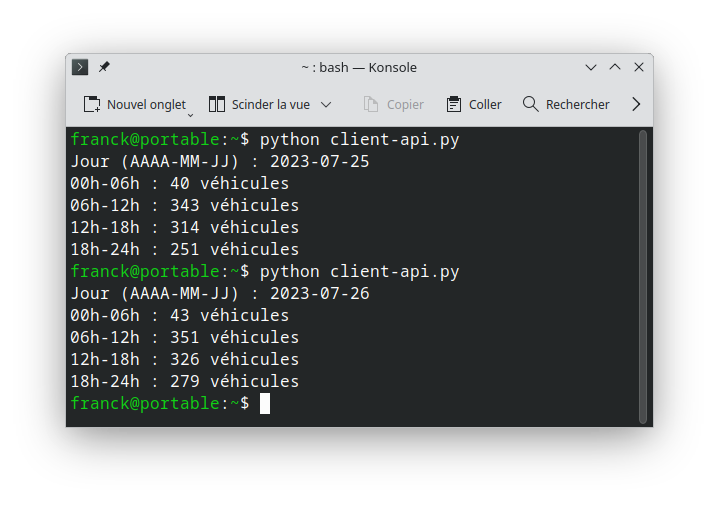 ~ : bash — Konsole
Nouvel onglet Scinder la vue Copier Coller Rechercher
franck@portable:~$ python client-api.py
Jour (AAAA-MM-JJ) : 2023-07-25
00h-06h : 40 véhicules
06h-12h : 343 véhicules
12h-18h : 314 véhicules
18h-24h : 251 véhicules
franck@portable:~$ python client-api.py
Jour (AAAA-MM-JJ) : 2023-07-26
00h-06h : 43 véhicules
06h-12h : 351 véhicules
12h-18h : 326 véhicules
18h-24h : 279 véhicules
franck@portable:~$